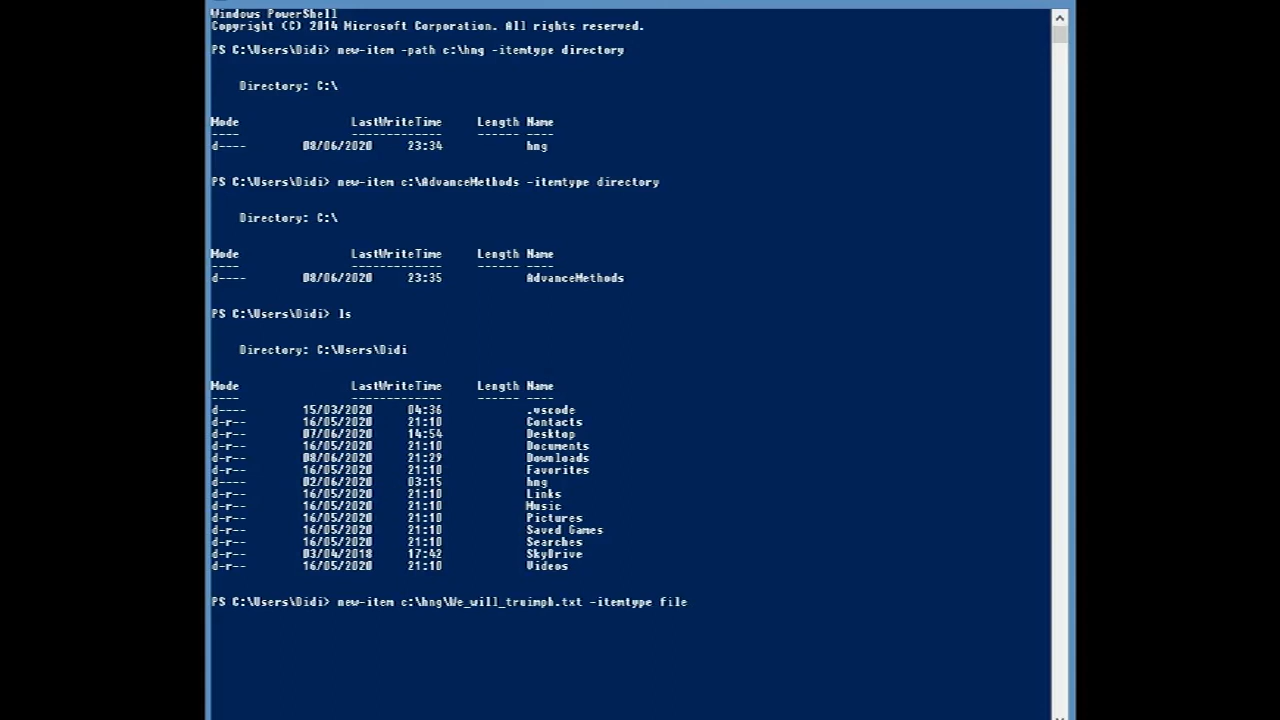 Windows PowerShell
Copyright (C) 2014 Microsoft Corporation. All rights reserved.
PS C:\Users\Didi> new-item -path c:\hng -itemtype directory
Directory: C:\
Mode LastWriteTime Length Name
---- ------------- ------ ----
d---- 08/06/2020 23:34 hng
PS C:\Users\Didi> new-item c:\AdvanceMethods -itemtype directory
Directory: C:\
Mode LastWriteTime Length Name
---- ------------- ------ ----
d---- 08/06/2020 23:35 AdvanceMethods
PS C:\Users\Didi> ls
Directory: C:\Users\Didi
Mode LastWriteTime Length Name
---- ------------- ------ ----
d---- 15/03/2020 04:36 .vscode
d-r-- 16/05/2020 21:10 Contacts
d-r-- 07/06/2020 14:54 Desktop
d-r-- 16/05/2020 21:10 Documents
d-r-- 08/06/2020 21:29 Downloads
d-r-- 16/05/2020 21:10 Favorites
d---- 02/06/2020 03:15 hng
d-r-- 16/05/2020 21:10 Links
d-r-- 16/05/2020 21:10 Music
d-r-- 16/05/2020 21:10 Pictures
d-r-- 16/05/2020 21:10 Saved Games
d-r-- 16/05/2020 21:10 Searches
d-r-- 03/04/2018 17:42 SkyDrive
d-r-- 16/05/2020 21:10 Videos
PS C:\Users\Didi> new-item c:\hng\We_will_truimph.txt -itemtype file